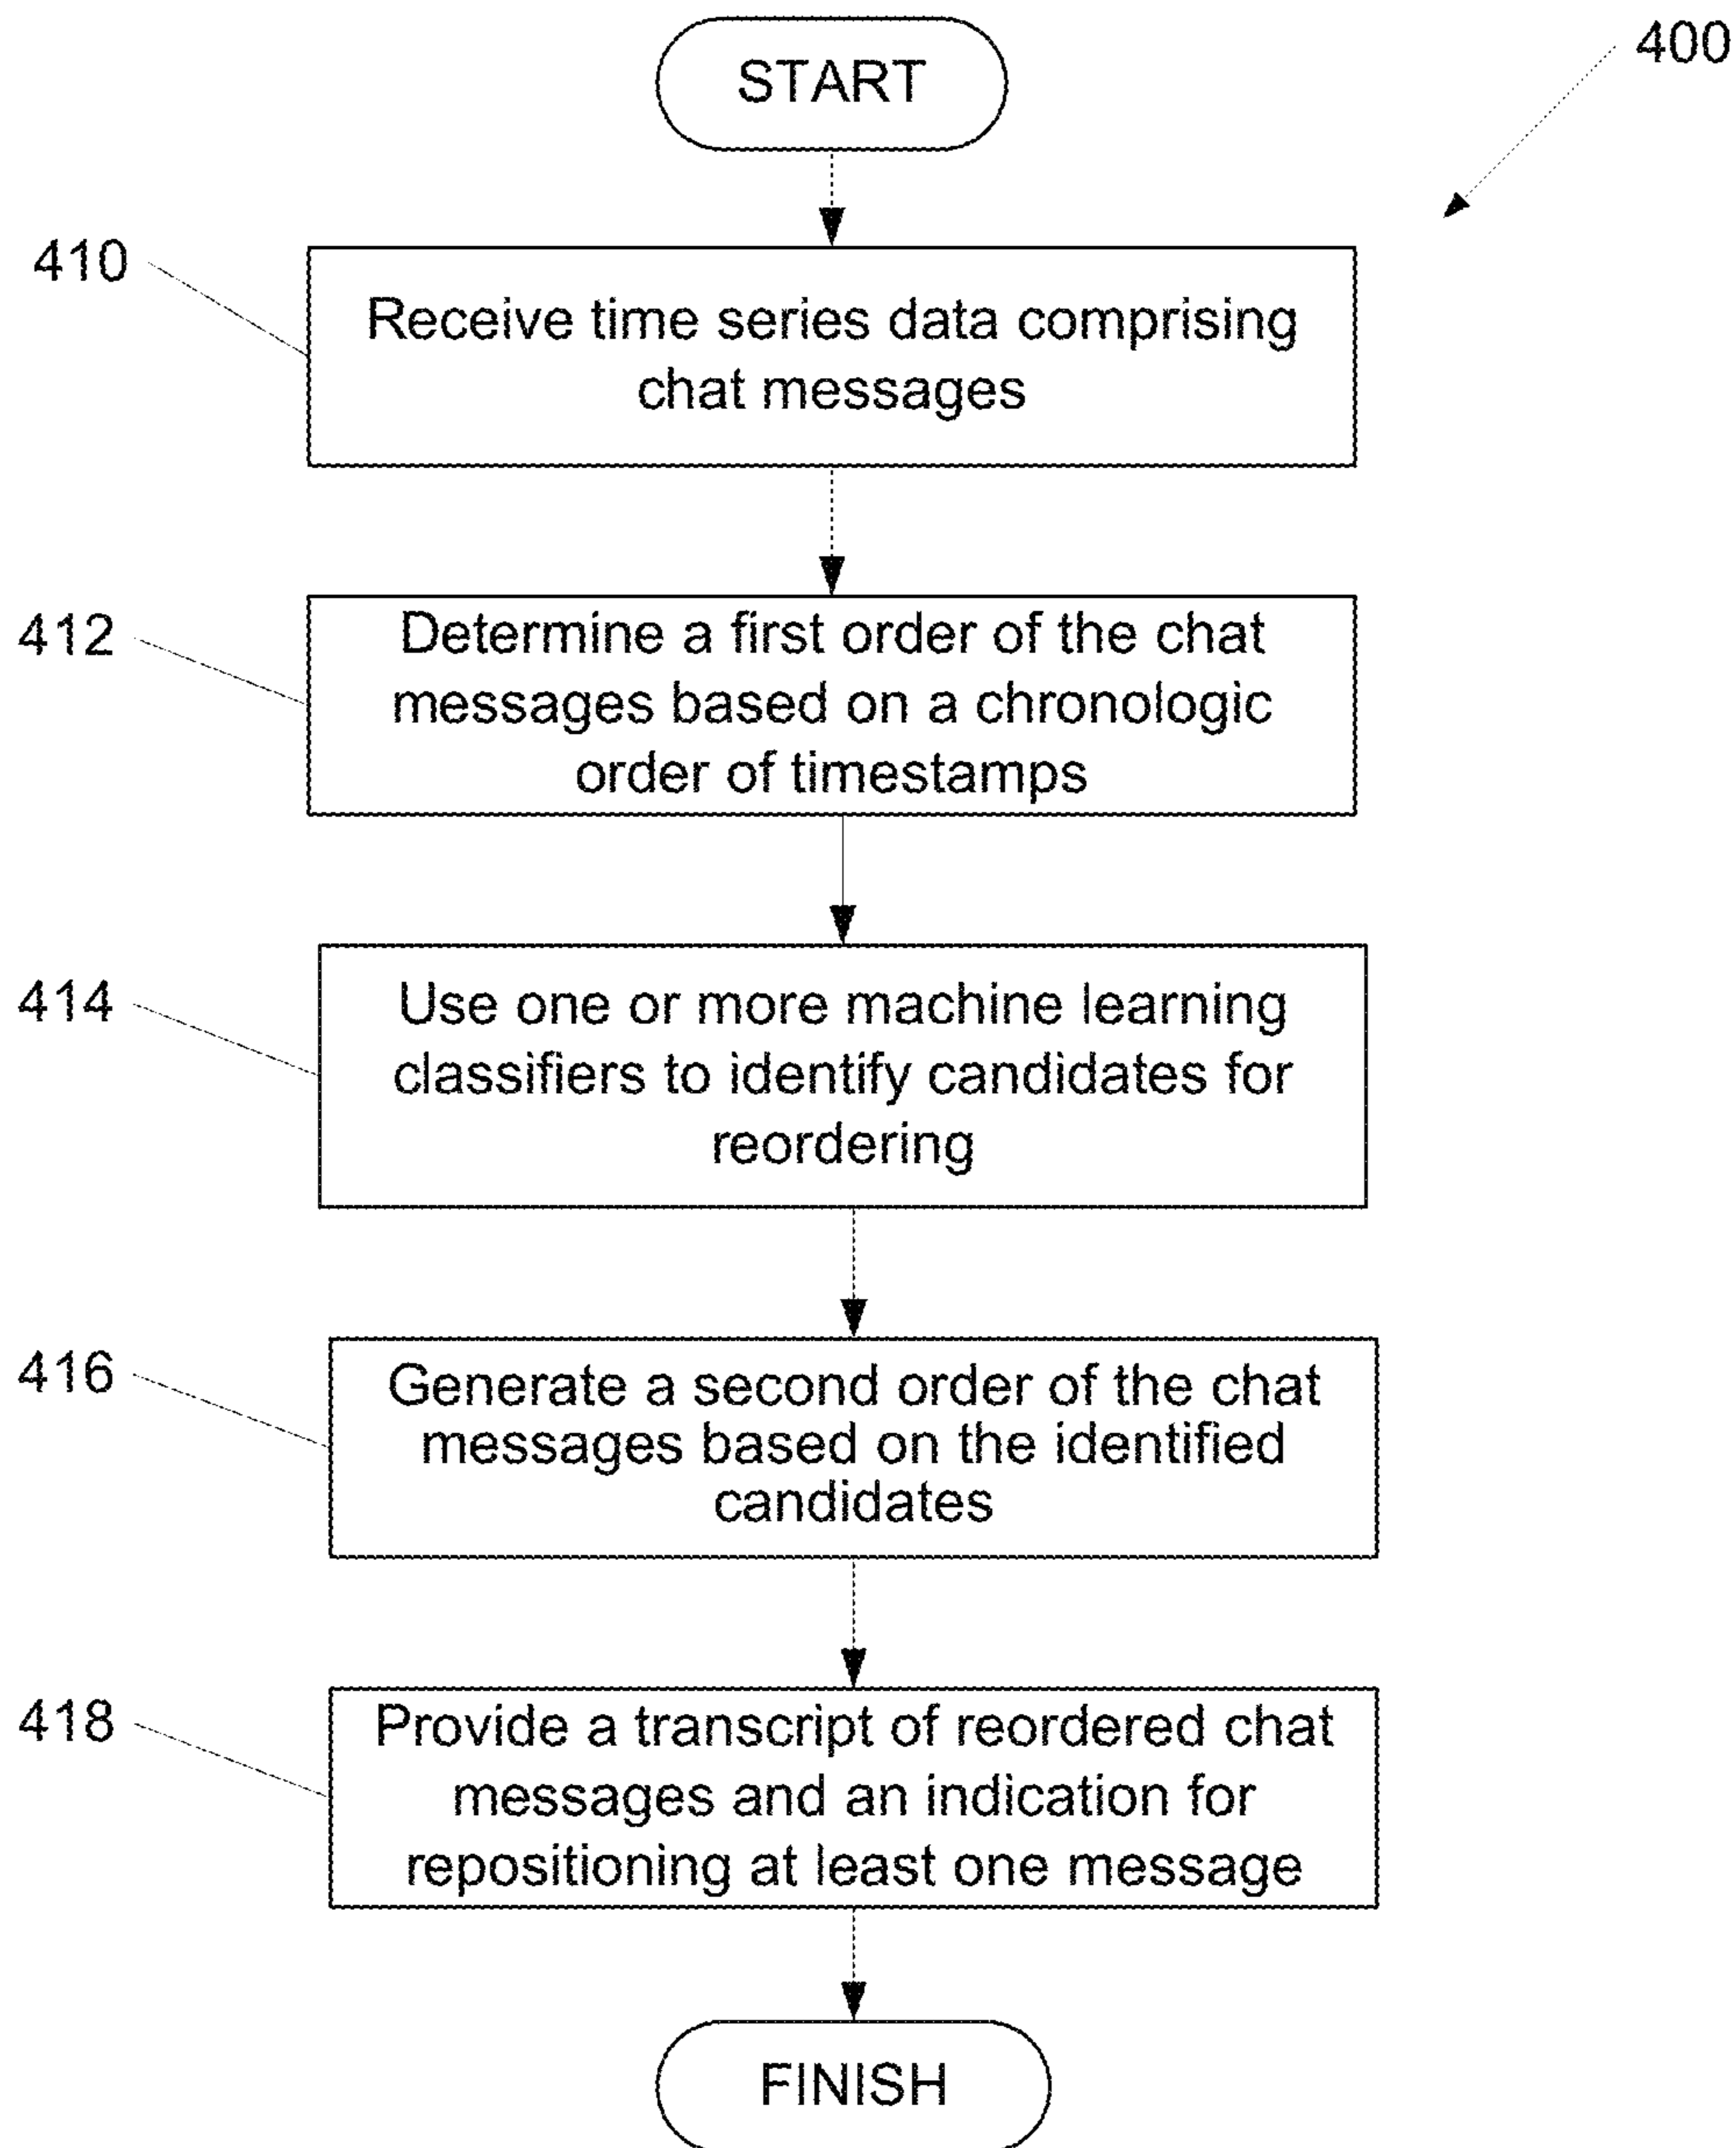 START
400
410
Receive time series data comprising
chat messages
412
Determine a first order of the chat
messages based on a chronologic
order of timestamps
414
Use one or more machine learning
classifiers to identify candidates for
reordering
416
Generate a second order of the chat
messages based on the identified
candidates
418
Provide a transcript of reordered chat
messages and an indication for
repositioning at least one message
FINISH